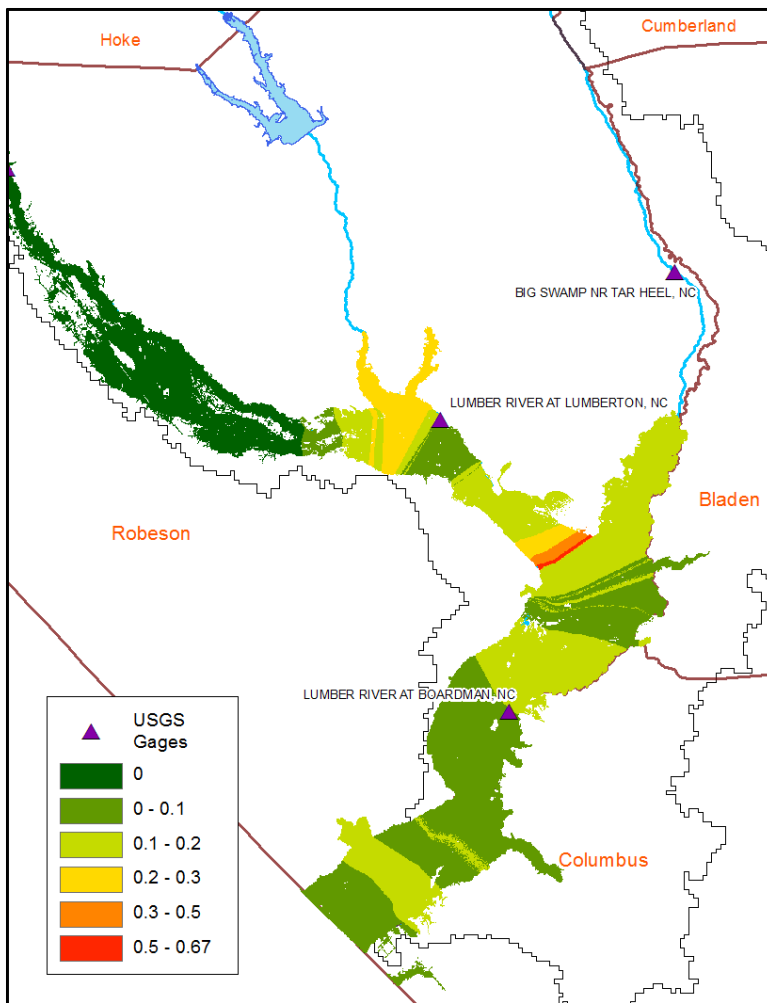 Hoke
Cumberland
BIG SWAMP NR TAR HEEL, NC
LUMBER RIVER AT LUMBERTON, NC
Bladen
Robeson
LUMBER RIVER AT BOARDMAN, NC
USGS
Gages
0
0 - 0.1
0.1 - 0.2
0.2 - 0.3
0.3 - 0.5
0.5 - 0.67
Columbus